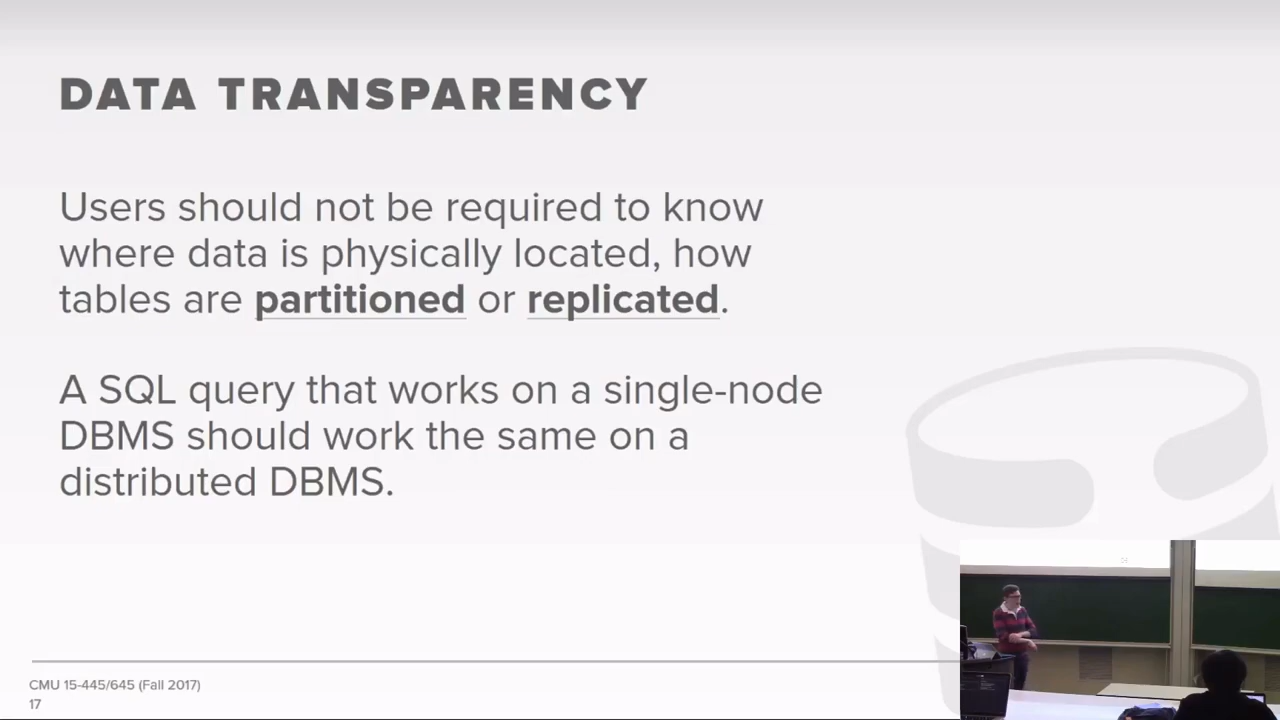 DATA TRANSPARENCY
Users should not be required to know
where data is physically located, how
tables are partitioned or replicated.
A SQL query that works on a single-node
DBMS should work the same on a
distributed DBMS.
CMU 15-445/645 (Fall 2017)
17